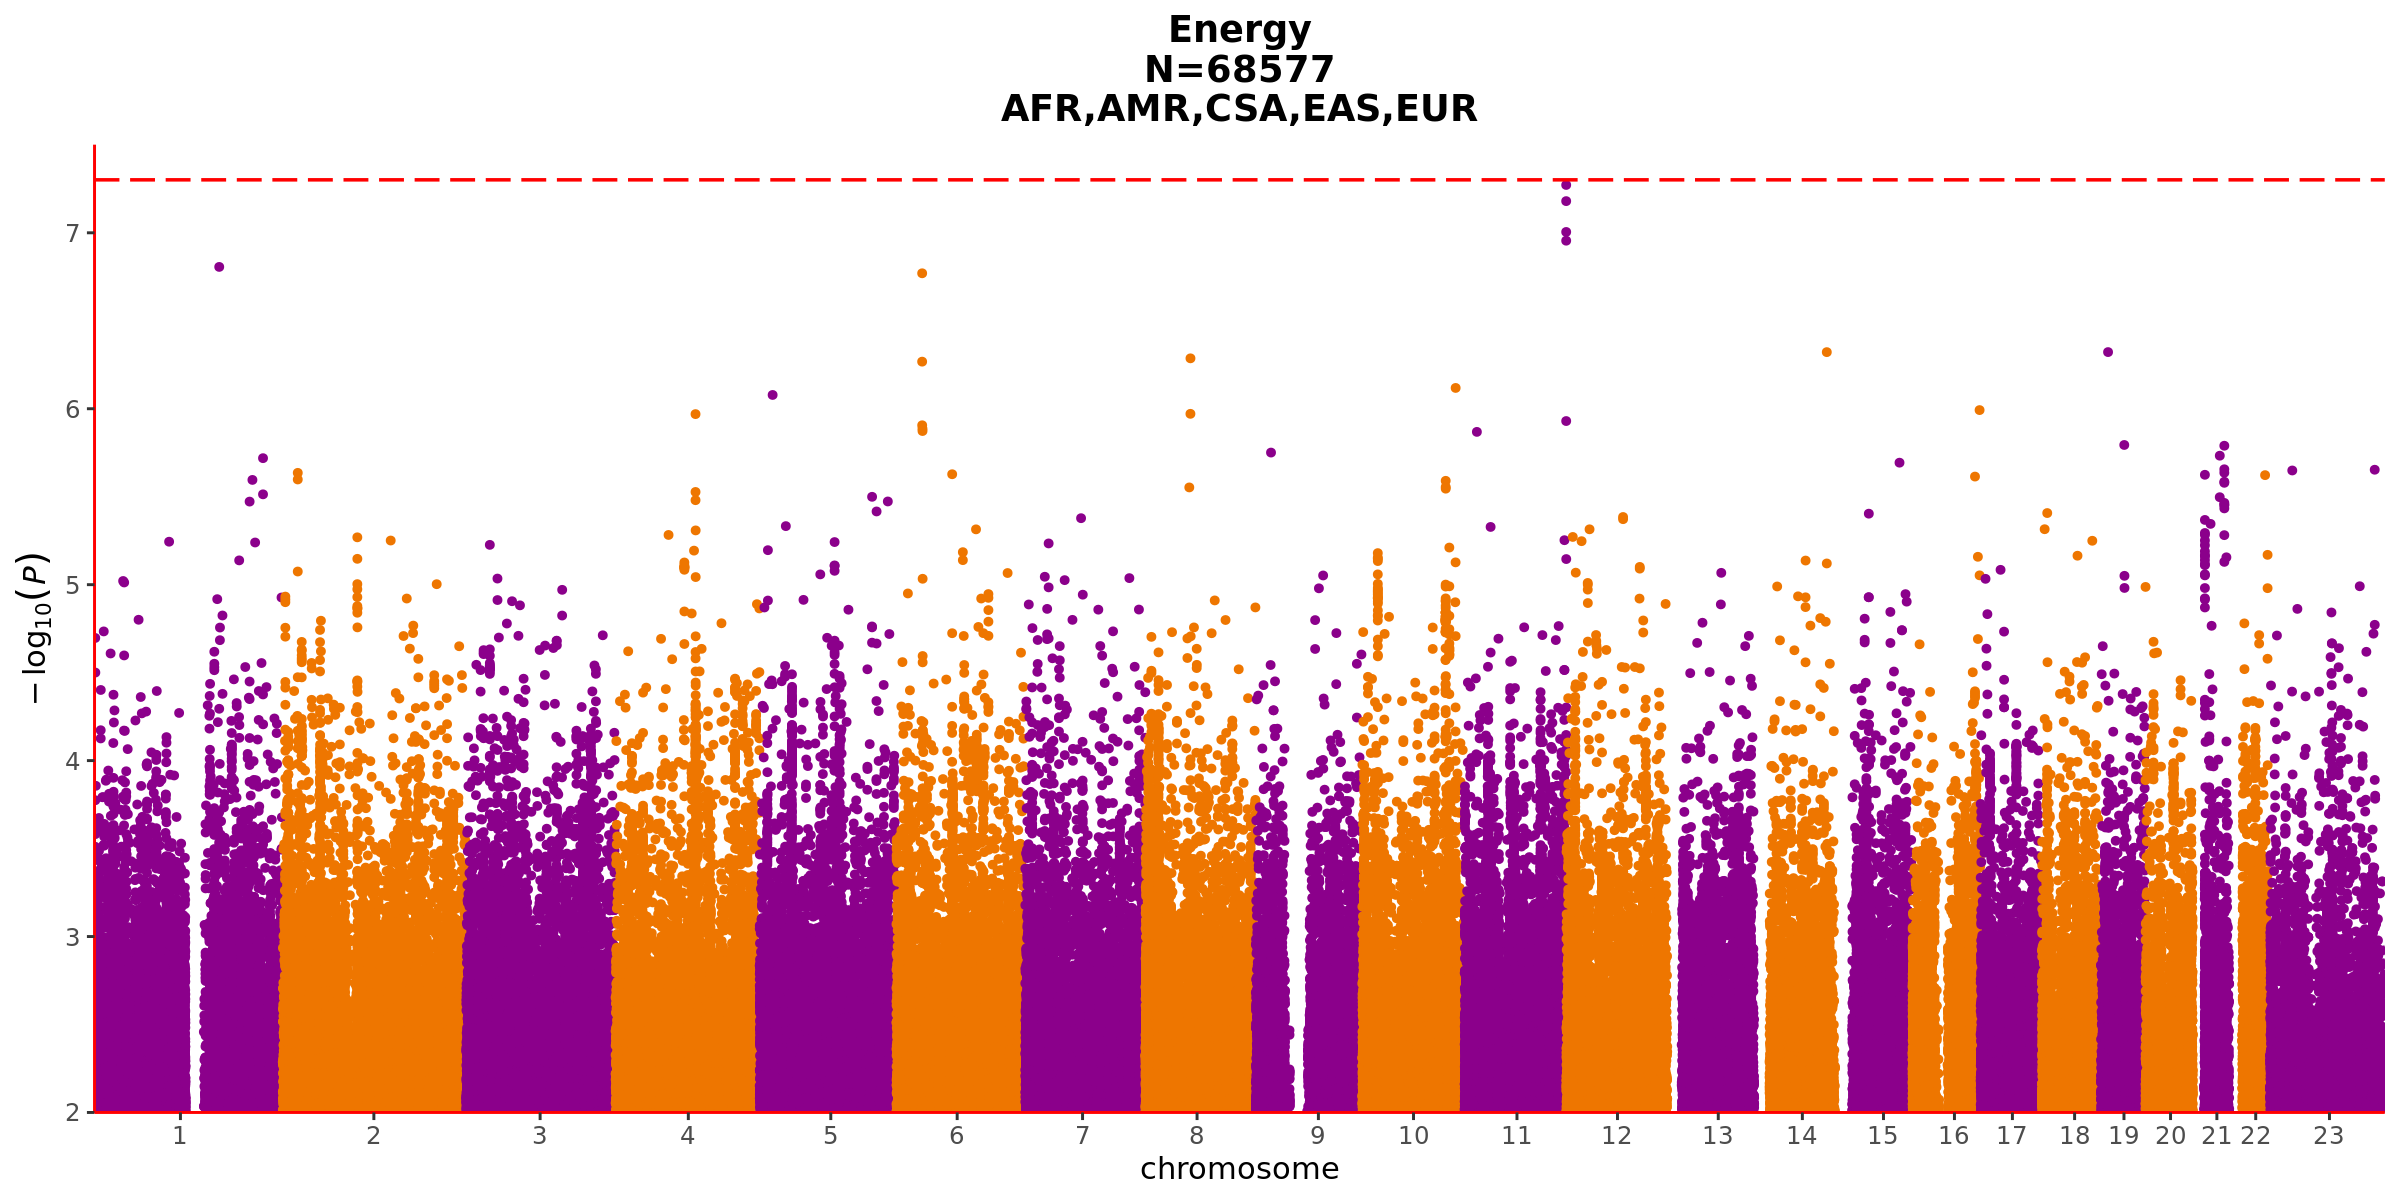 Energy
N=68577
AFR,AMR,CSA,EAS,EUR
−log10(P)
7
6
5
4
3
2
1 2 3 4 5 6 7 8 9 10 11 12 13 14 15 16 17 18 19 20 21 22 23
chromosome